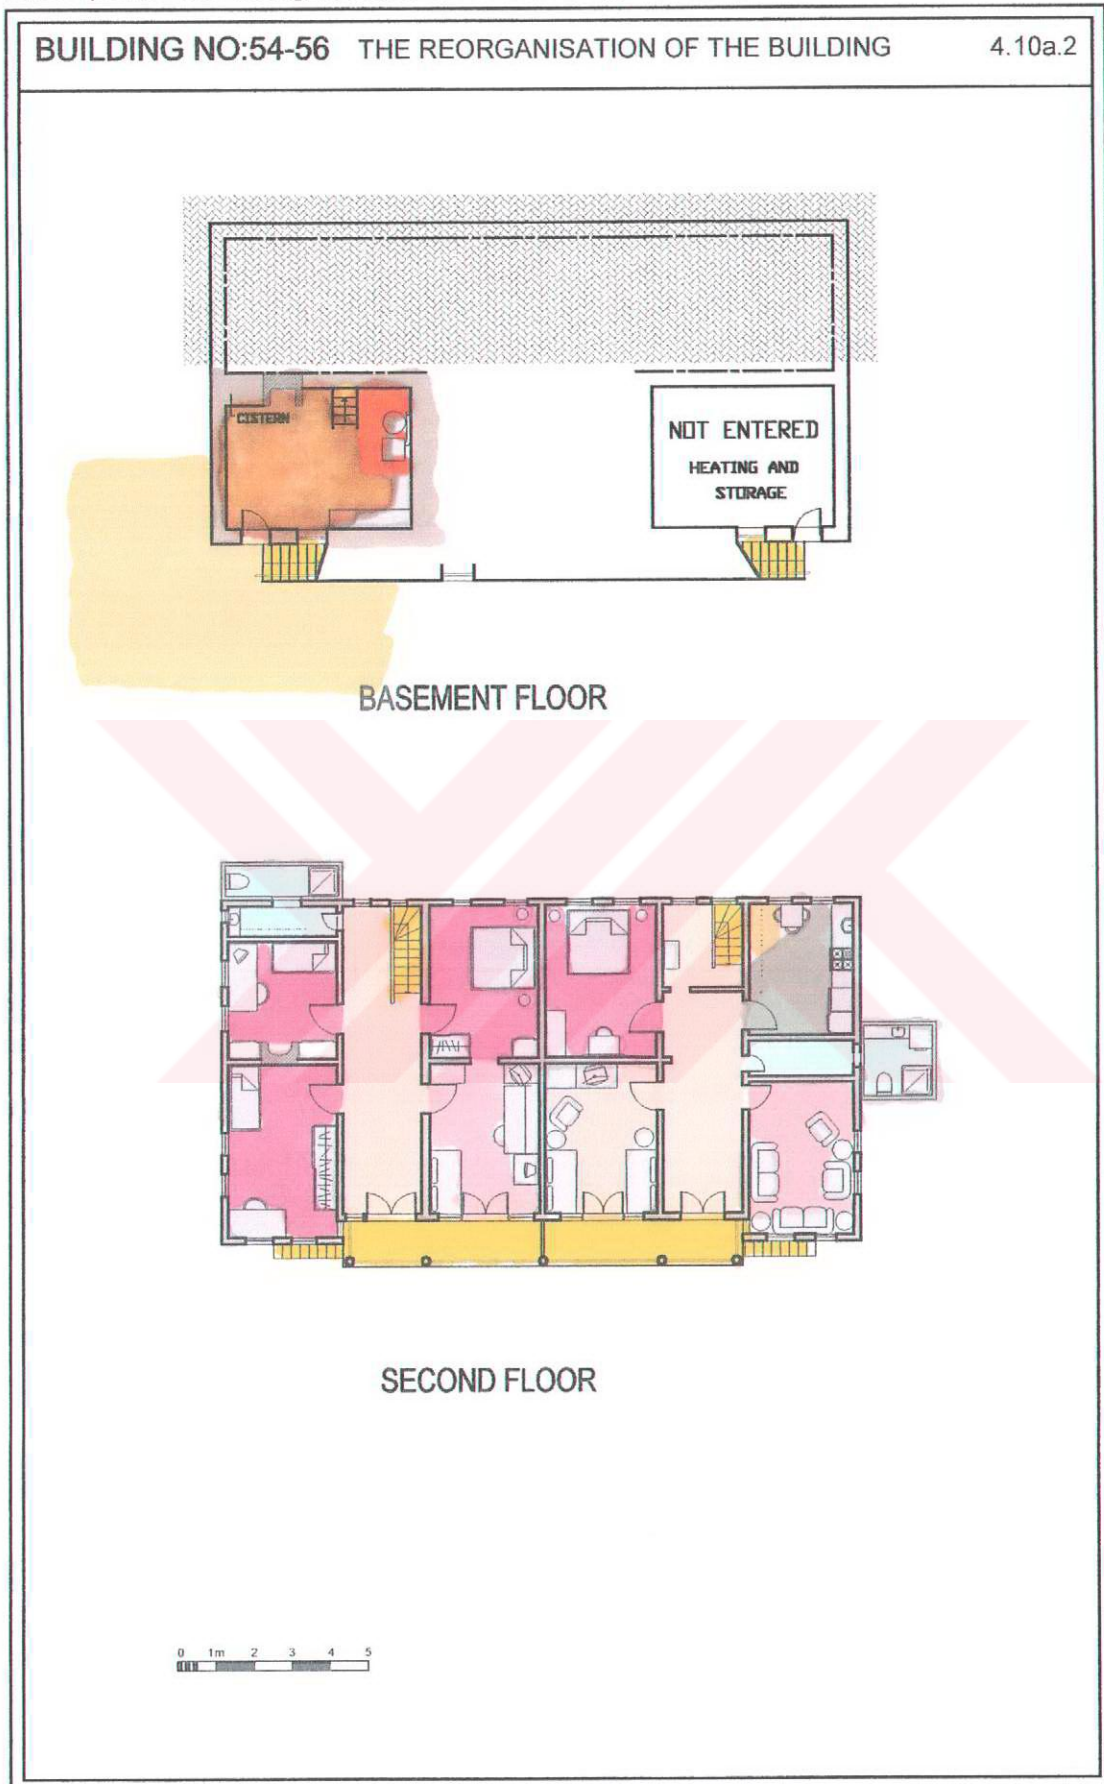 BUILDING NO:54-56 THE REORGANISATION OF THE BUILDING 4.10a.2
CISTERN
NOT ENTERED
HEATING AND
STORAGE
BASEMENT FLOOR
SECOND FLOOR
0 1m 2 3 4 5